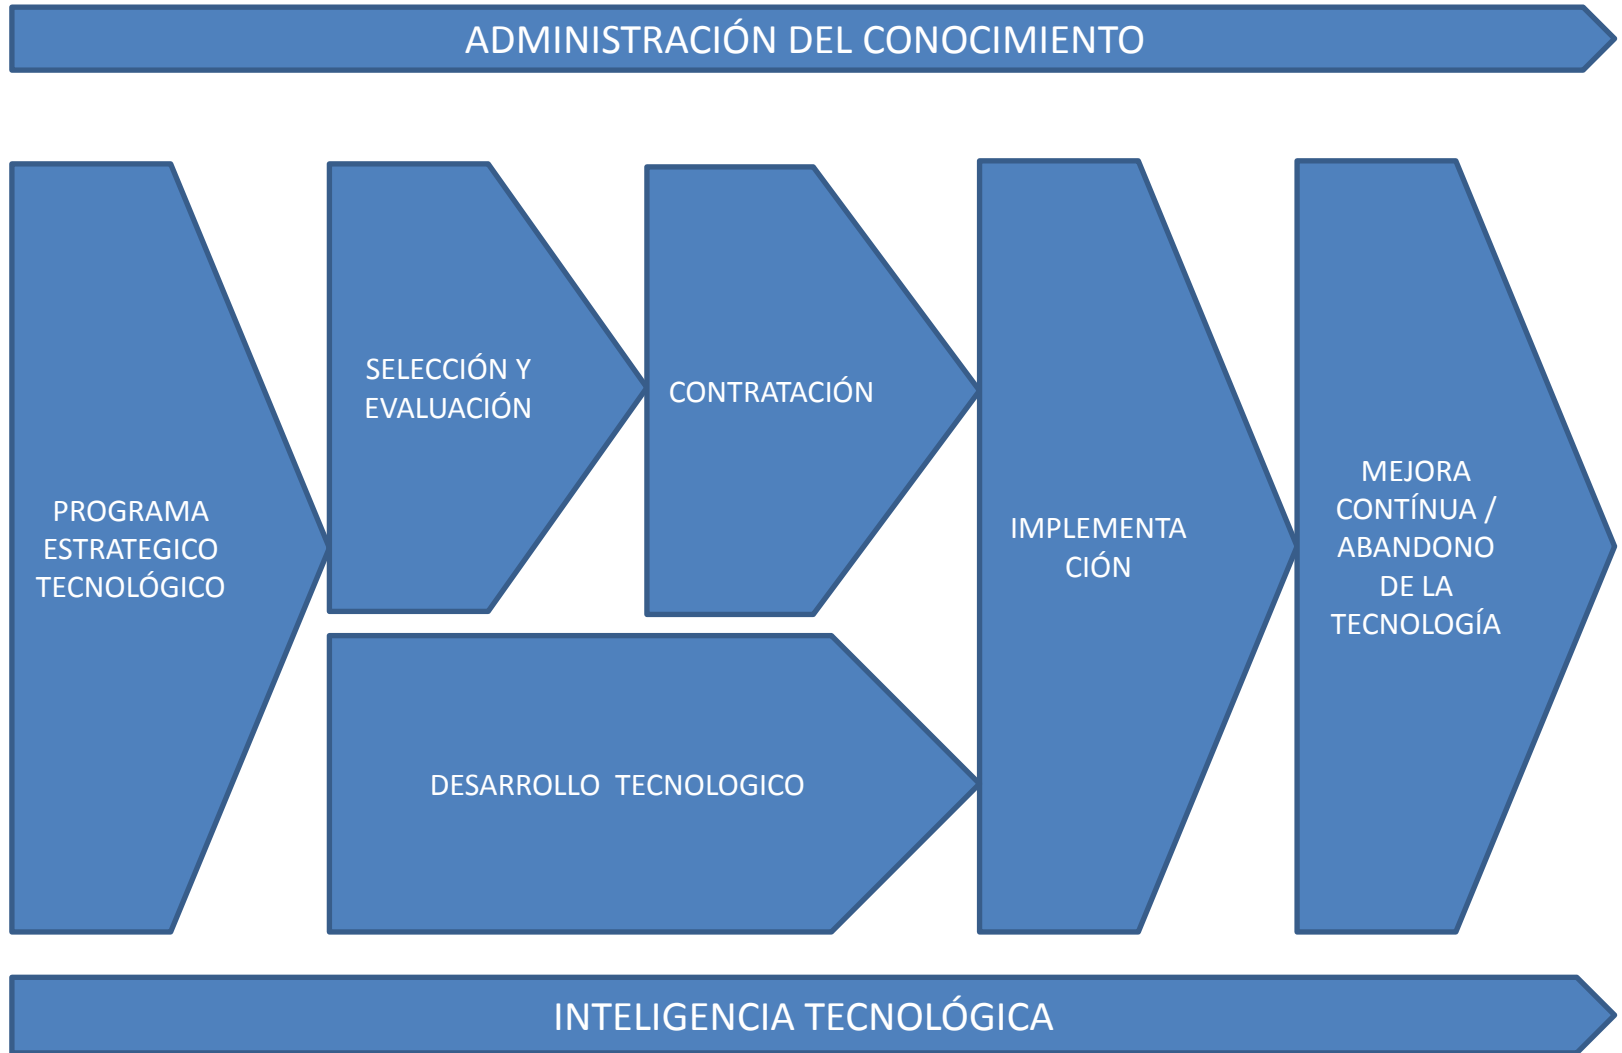 ADMINISTRACIÓN DEL CONOCIMIENTO
PROGRAMA
ESTRATEGICO
TECNOLÓGICO
SELECCIÓN Y
EVALUACIÓN
CONTRATACIÓN
DESARROLLO  TECNOLOGICO
IMPLEMENTA
CIÓN
MEJORA
CONTÍNUA /
ABANDONO
DE LA
TECNOLOGÍA
INTELIGENCIA TECNOLÓGICA